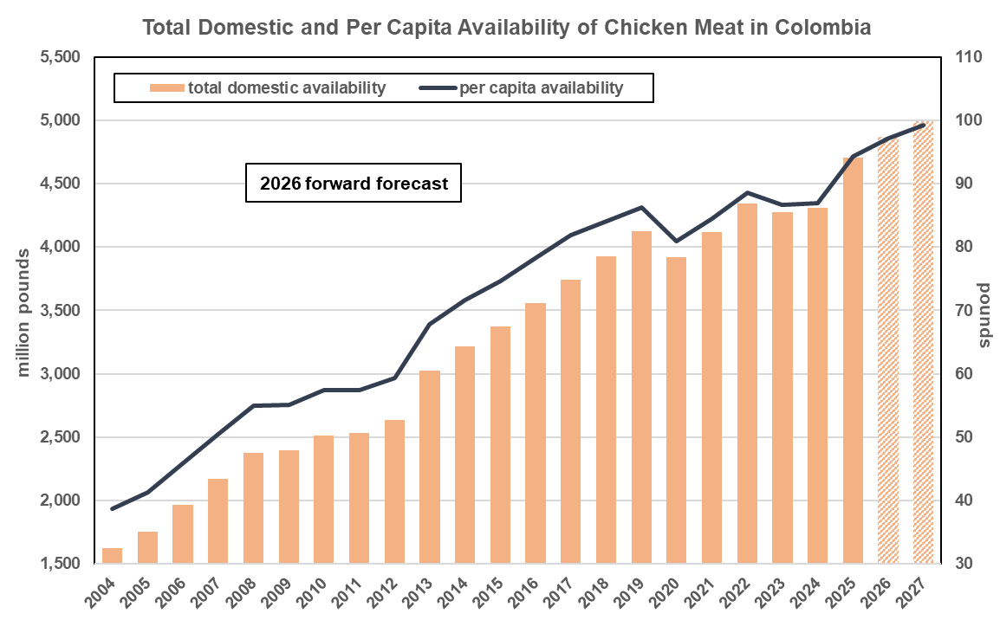 Total Domestic and Per Capita Availability of Chicken Meat in Colombia
5,500
110
total domestic availability
per capita availability
5,000
100
4,500
90
2026 forward forecast
4,000
80
million pounds
pounds
3,500
70
3,000
60
2,500
50
2,000
40
1,500
30
2004 2005 2006 2007 2008 2009 2010 2011 2012 2013 2014 2015 2016 2017 2018 2019 2020 2021 2022 2023 2024 2025 2026 2027